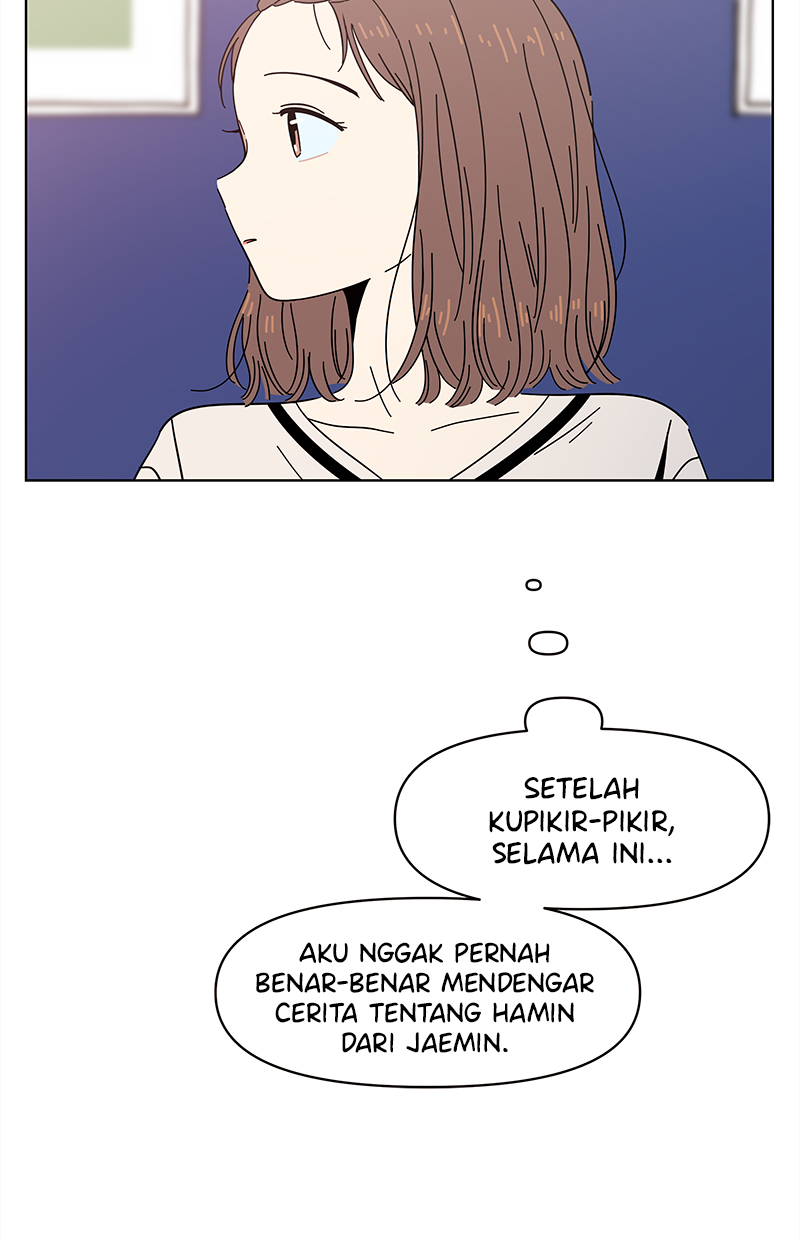 SETELAH
KUPIKIR-PIKIR,
SELAMA INI...
AKU NGGAK PERNAH
BENAR-BENAR MENDENGAR
CERITA TENTANG HAMIN
DARI JAEMIN.